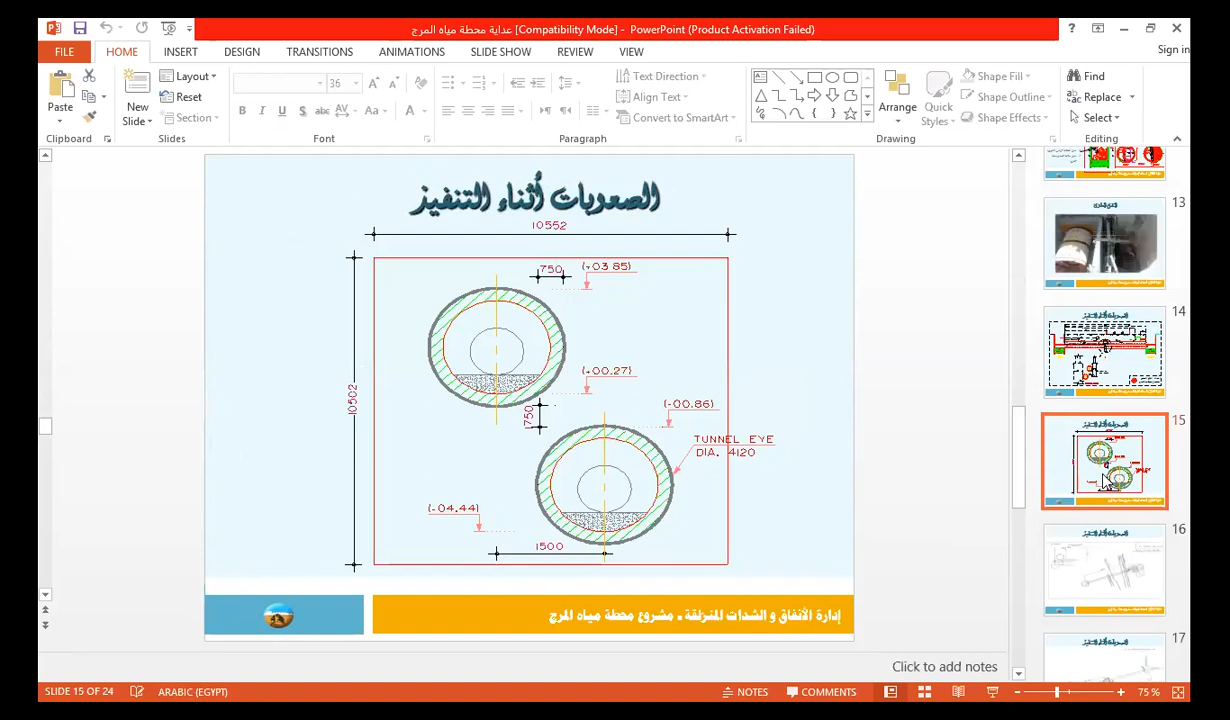 عداية محطة مياه المرج [Compatibility Mode] - PowerPoint (Product Activation Failed)
Sign in
FILE HOME INSERT DESIGN TRANSITIONS ANIMATIONS SLIDE SHOW REVIEW VIEW
Paste
Clipboard
New Slide
Layout
Reset
Section
Slides
36
B I U S abc AV Aa A
Font
Text Direction
Align Text
Convert to SmartArt
Paragraph
Arrange
Quick Styles
Shape Fill
Shape Outline
Shape Effects
Drawing
Find
Replace
Select
Editing
الصعوبات أثناء التنفيذ
10552
750
(+03.85)
(+00.27)
10502
750
(-00.86)
TUNNEL EYE
DIA. 4120
(-04.44)
1500
إدارة الأنفاق و الشدات المنزلقة - مشروع محطة مياه المرج
13
14
15
16
17
Click to add notes
SLIDE 15 OF 24
ARABIC (EGYPT)
NOTES
COMMENTS
75 %